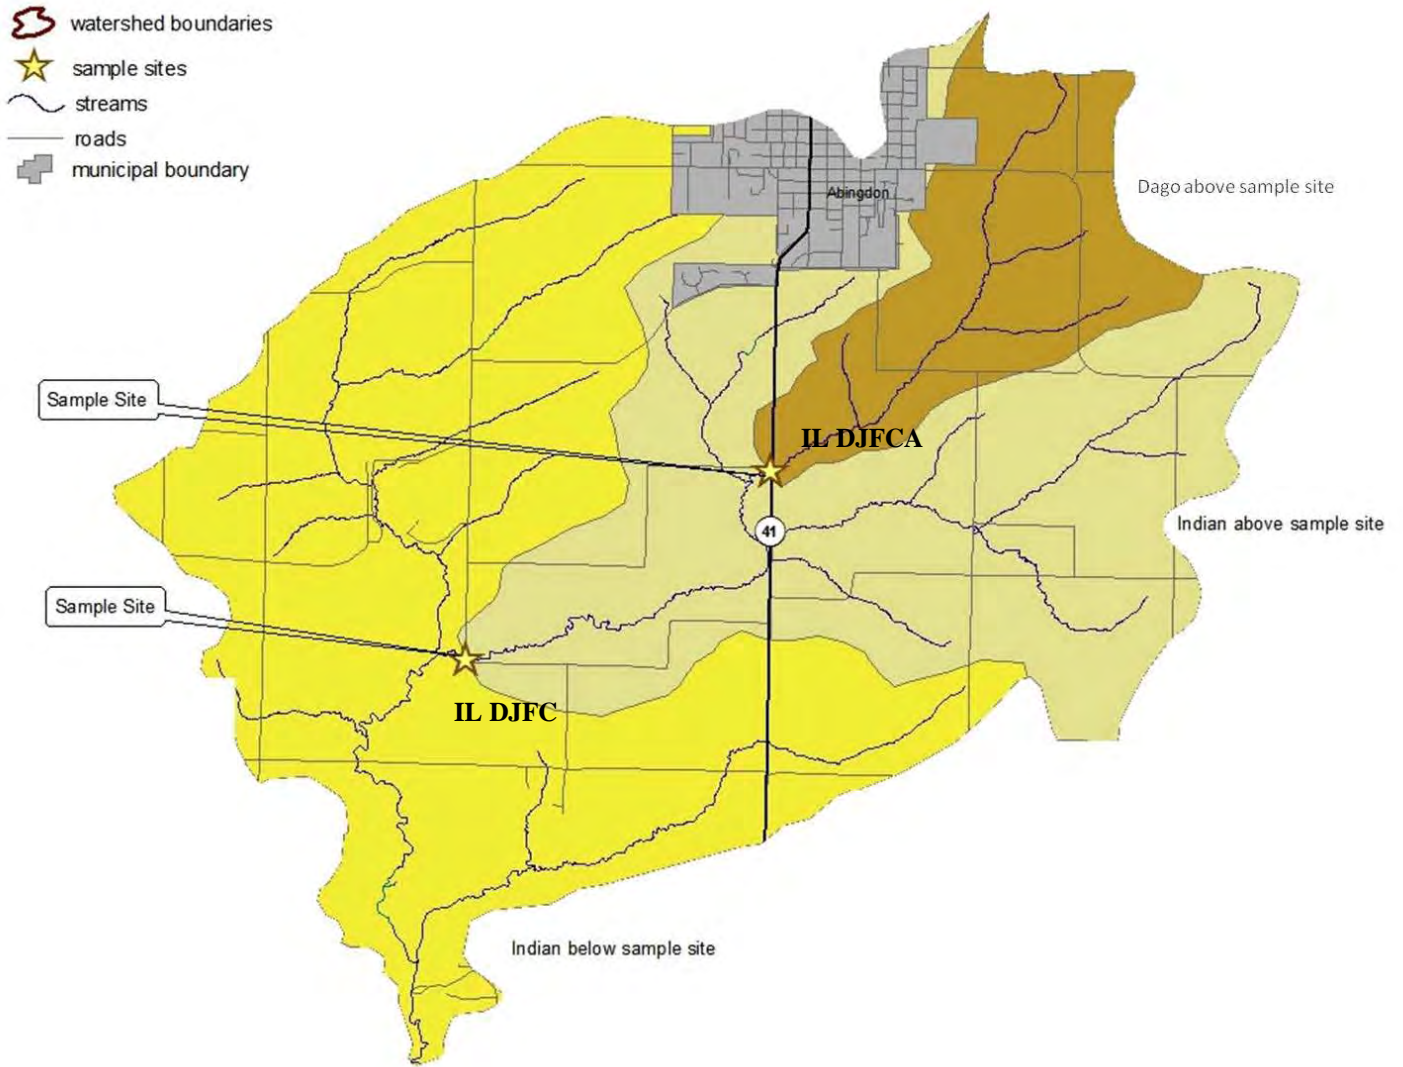 watershed boundaries
sample sites
streams
roads
municipal boundary
Abingdon
Dago above sample site
Sample Site
IL DJFCA
41
Indian above sample site
Sample Site
IL DJFC
Indian below sample site